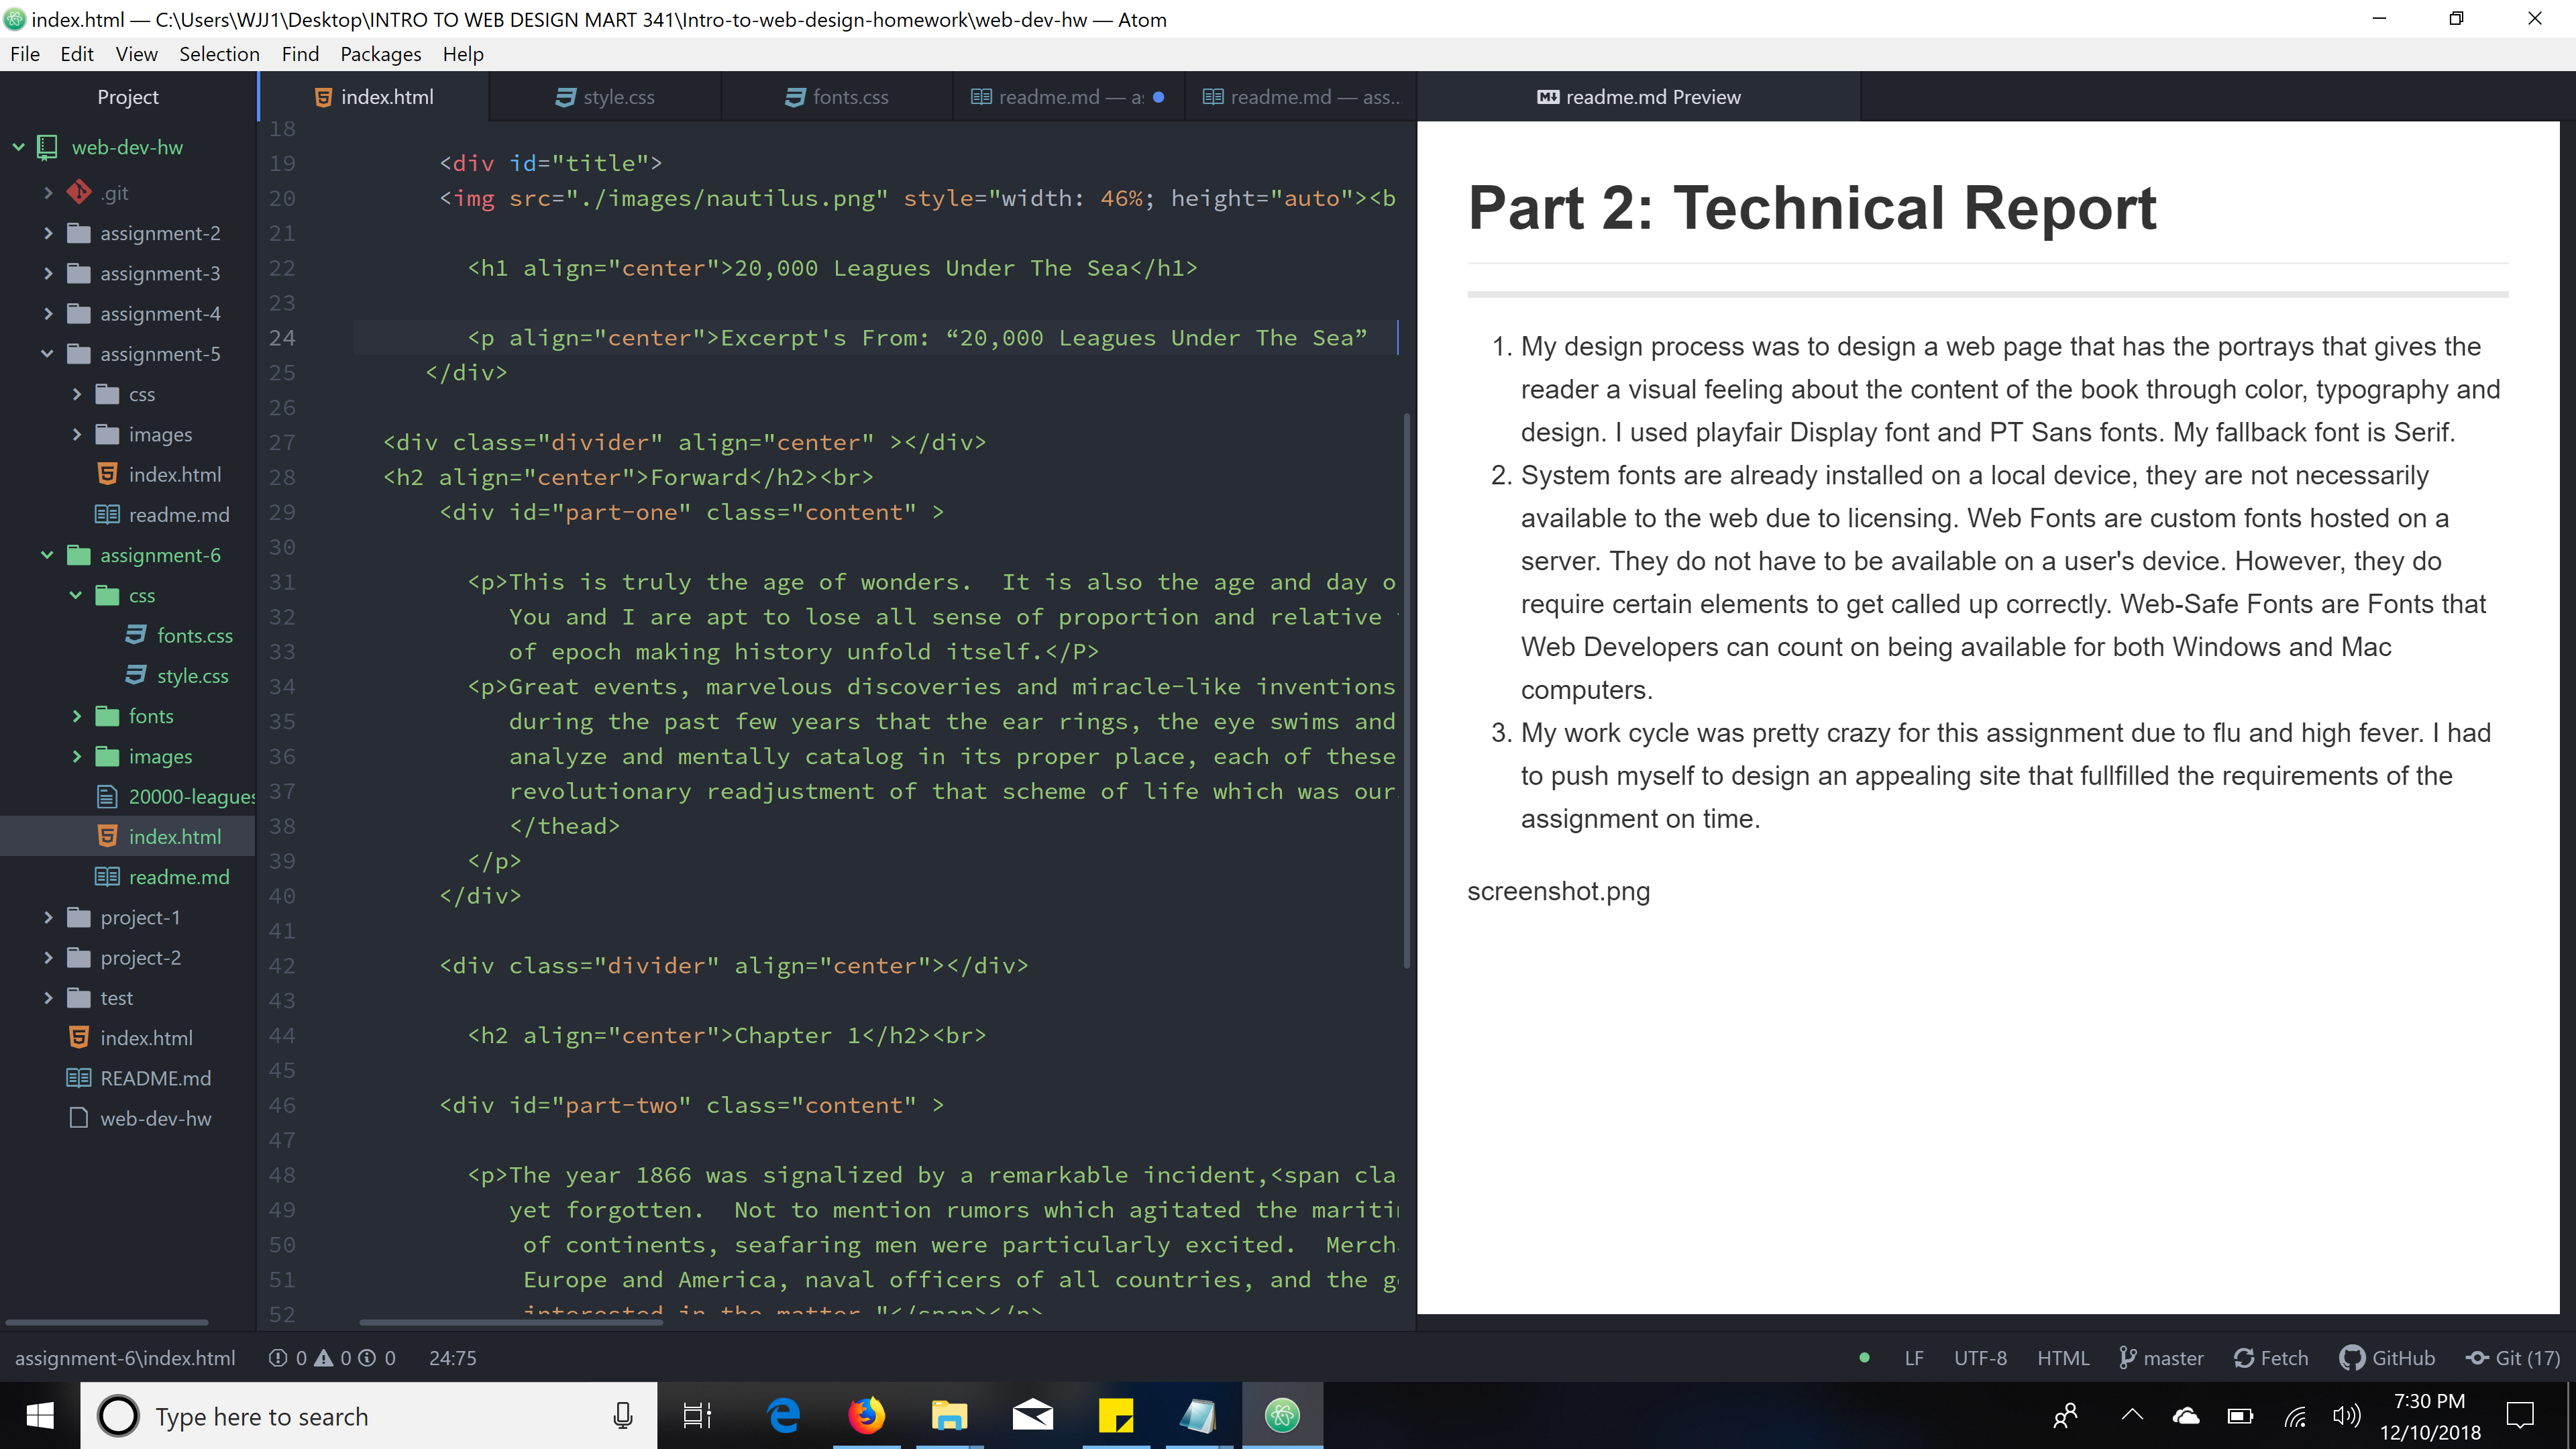 index.html — C:\Users\WJJ1\Desktop\INTRO TO WEB DESIGN MART 341\Intro-to-web-design-homework\web-dev-hw — Atom
File Edit View Selection Find Packages Help
Project
web-dev-hw
.git
assignment-2
assignment-3
assignment-4
assignment-5
css
images
index.html
readme.md
assignment-6
css
fonts.css
style.css
fonts
images
20000-leagues
index.html
readme.md
project-1
project-2
test
index.html
README.md
web-dev-hw
index.html style.css fonts.css readme.md — a: readme.md — ass...
18
19 <div id="title">
20 <img src="./images/nautilus.png" style="width: 46%; height="auto"><b
21
22 <h1 align="center">20,000 Leagues Under The Sea</h1>
23
24 <p align="center">Excerpt's From: “20,000 Leagues Under The Sea”
25 </div>
26
27 <div class="divider" align="center" ></div>
28 <h2 align="center">Forward</h2><br>
29 <div id="part-one" class="content" >
30
31 <p>This is truly the age of wonders.  It is also the age and day o
32 You and I are apt to lose all sense of proportion and relative
33 of epoch making history unfold itself.</P>
34 <p>Great events, marvelous discoveries and miracle-like inventions
35 during the past few years that the ear rings, the eye swims and
36 analyze and mentally catalog in its proper place, each of these
37 revolutionary readjustment of that scheme of life which was our
38 </thead>
39 </p>
40 </div>
41
42 <div class="divider" align="center"></div>
43
44 <h2 align="center">Chapter 1</h2><br>
45
46 <div id="part-two" class="content" >
47
48 <p>The year 1866 was signalized by a remarkable incident,<span cla
49 yet forgotten.  Not to mention rumors which agitated the mariti
50 of continents, seafaring men were particularly excited.  Merch
51 Europe and America, naval officers of all countries, and the g
52 interested in the matter."</span></p>
readme.md Preview
Part 2: Technical Report
1. My design process was to design a web page that has the portrays that gives the
reader a visual feeling about the content of the book through color, typography and
design. I used playfair Display font and PT Sans fonts. My fallback font is Serif.
2. System fonts are already installed on a local device, they are not necessarily
available to the web due to licensing. Web Fonts are custom fonts hosted on a
server. They do not have to be available on a user's device. However, they do
require certain elements to get called up correctly. Web-Safe Fonts are Fonts that
Web Developers can count on being available for both Windows and Mac
computers.
3. My work cycle was pretty crazy for this assignment due to flu and high fever. I had
to push myself to design an appealing site that fullfilled the requirements of the
assignment on time.
screenshot.png
assignment-6\index.html 0 0 0 24:75 LF UTF-8 HTML master Fetch GitHub Git (17)
Type here to search
7:30 PM
12/10/2018